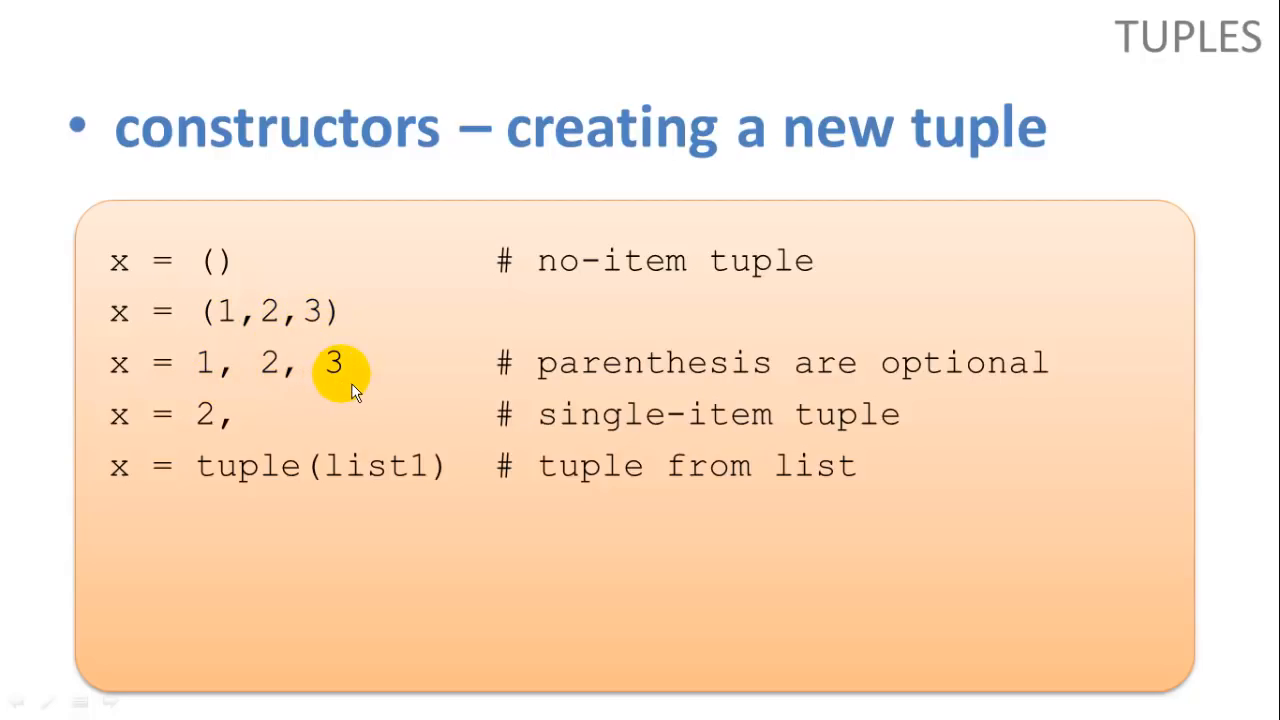 TUPLES
• constructors – creating a new tuple
x = () # no-item tuple
x = (1,2,3)
x = 1, 2, 3 # parenthesis are optional
x = 2, # single-item tuple
x = tuple(list1) # tuple from list